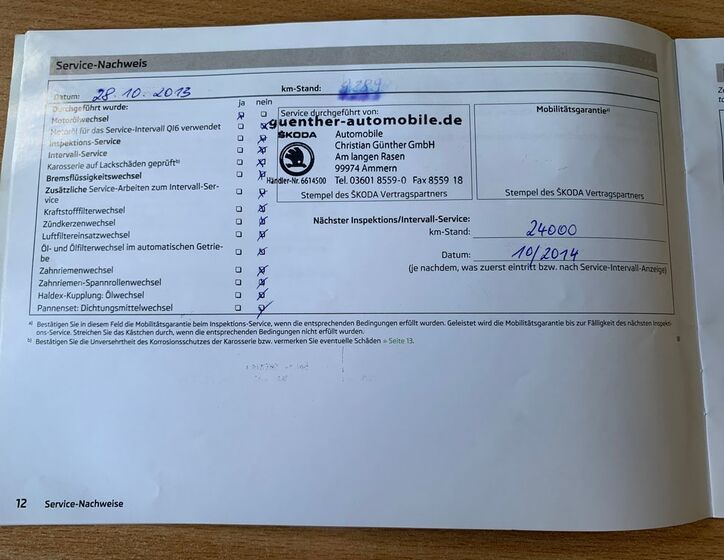 Service-Nachweis
Datum: 28.10.2013 km-Stand:
Durchgeführt wurde: ja nein
Motorölwechsel
Motoröl für das Service-Intervall QI6 verwendet
Inspektions-Service
Intervall-Service
Karosserie auf Lackschäden geprüft b)
Bremsflüssigkeitswechsel
Zusätzliche Service-Arbeiten zum Intervall-Ser-
vice
Kraftstofffilterwechsel
Zündkerzenwechsel
Luftfiltereinsatzwechsel
Öl- und Ölfilterwechsel im automatischen Getrie-
be
Zahnriemenwechsel
Zahnriemen-Spannrollenwechsel
Haldex-Kupplung: Ölwechsel
Pannenset: Dichtungsmittelwechsel
Service durchgeführt von:
guenther-automobile.de
ŠKODA Automobile
Christian Günther GmbH
Am langen Rasen
99974 Ammern
Händler-Nr. 6614500 Tel. 03601 8559-0 Fax 8559 18
Stempel des ŠKODA Vertragspartners
Mobilitätsgarantie a)
Stempel des ŠKODA Vertragspartners
Nächster Inspektions/Intervall-Service:
km-Stand: 24000
Datum: 10/2014
(je nachdem, was zuerst eintritt bzw. nach Service-Intervall-Anzeige)
a) Bestätigen Sie in diesem Feld die Mobilitätsgarantie beim Inspektions-Service, wenn die entsprechenden Bedingungen erfüllt wurden. Geleistet wird die Mobilitätsgarantie bis zur Fälligkeit des nächsten Inspekti-
ons-Service. Streichen Sie das Kästchen durch, wenn die entsprechenden Bedingungen nicht erfüllt wurden.
b) Bestätigen Sie die Unversehrtheit des Korrosionsschutzes der Karosserie bzw. vermerken Sie eventuelle Schäden » Seite 13.
12 Service-Nachweise